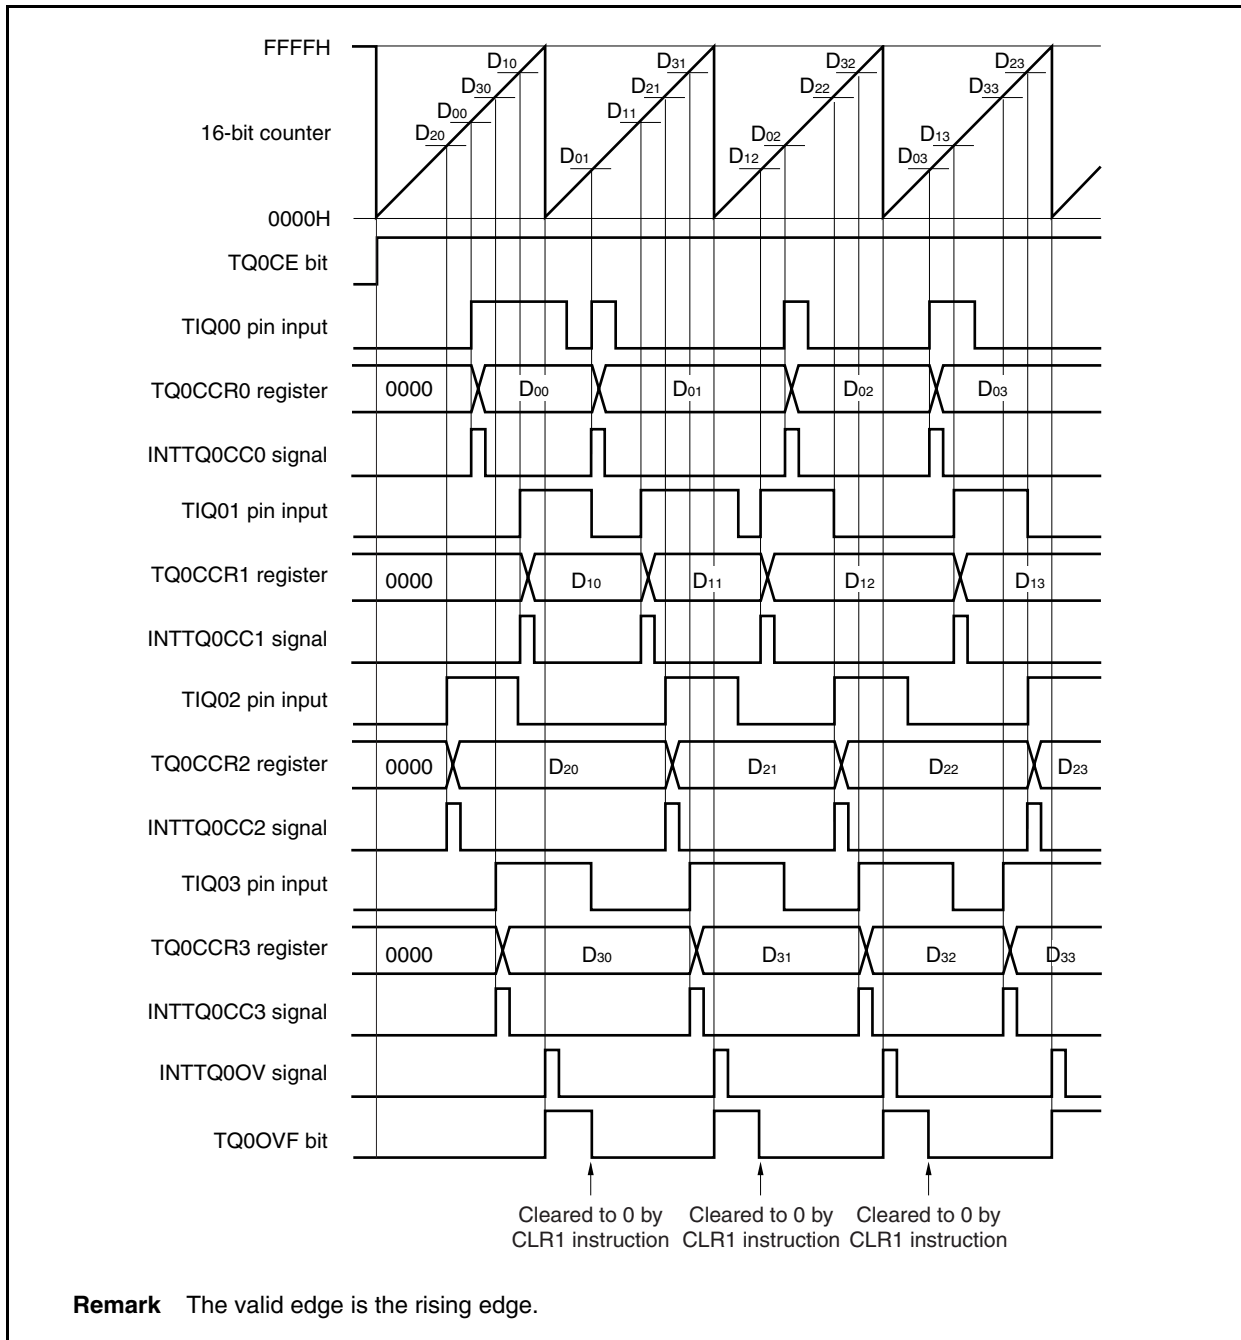 FFFFH
D10 D31 D32 D23
D30 D21 D22 D33
D00 D11 D02 D13
D20 D01 D12 D03
16-bit counter
0000H
TQ0CE bit
TIQ00 pin input
TQ0CCR0 register 0000 D00 D01 D02 D03
INTTQ0CC0 signal
TIQ01 pin input
TQ0CCR1 register 0000 D10 D11 D12 D13
INTTQ0CC1 signal
TIQ02 pin input
TQ0CCR2 register 0000 D20 D21 D22 D23
INTTQ0CC2 signal
TIQ03 pin input
TQ0CCR3 register 0000 D30 D31 D32 D33
INTTQ0CC3 signal
INTTQ0OV signal
TQ0OVF bit
Cleared to 0 by Cleared to 0 by Cleared to 0 by
CLR1 instruction CLR1 instruction CLR1 instruction
Remark The valid edge is the rising edge.